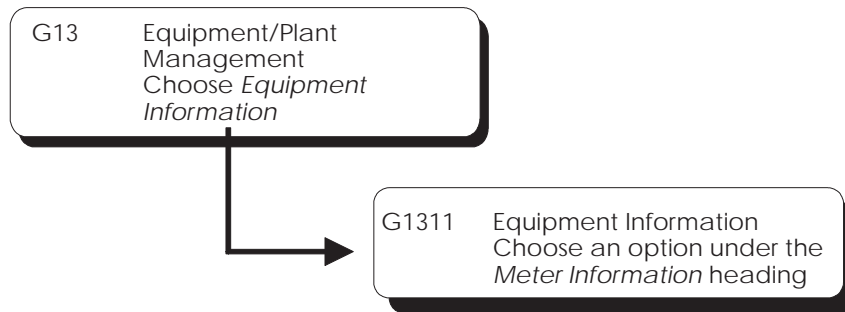 G13 Equipment/Plant
Management
Choose Equipment
Information
G1311 Equipment Information
Choose an option under the
Meter Information heading